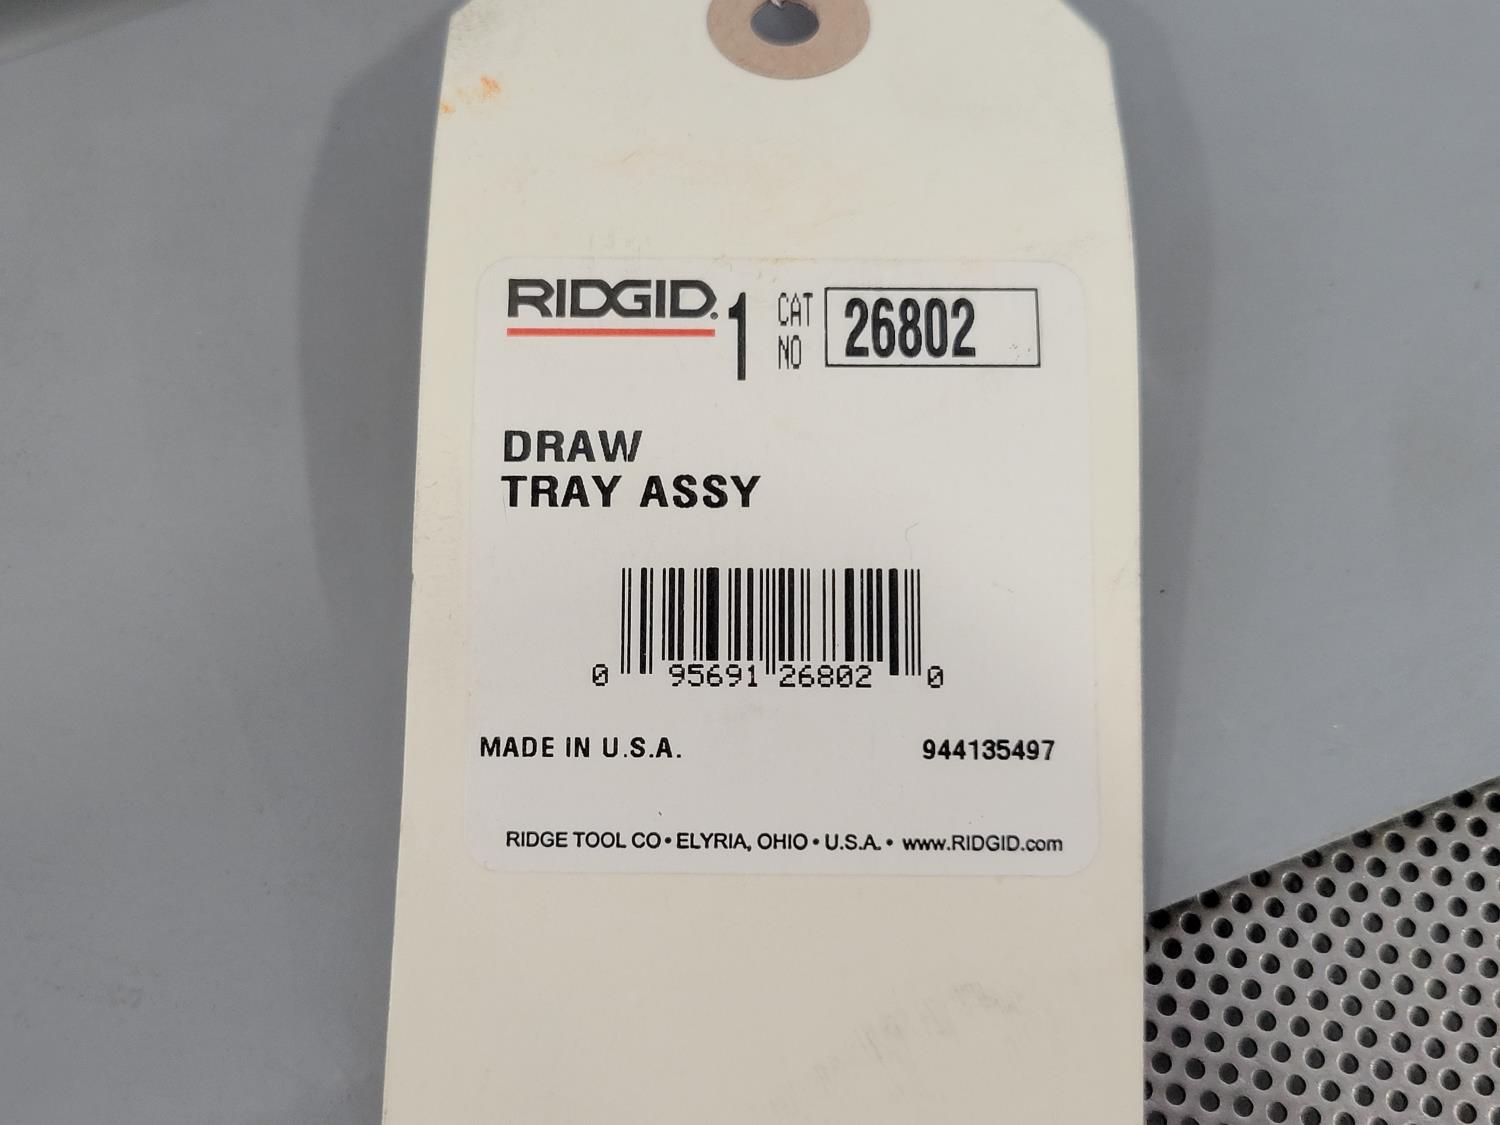 RIDGID® 1 CAT NO 26802
DRAW
TRAY ASSY
0 95691 26802 0
MADE IN U.S.A. 944135497
RIDGE TOOL CO • ELYRIA, OHIO • U.S.A. • www.RIDGID.com